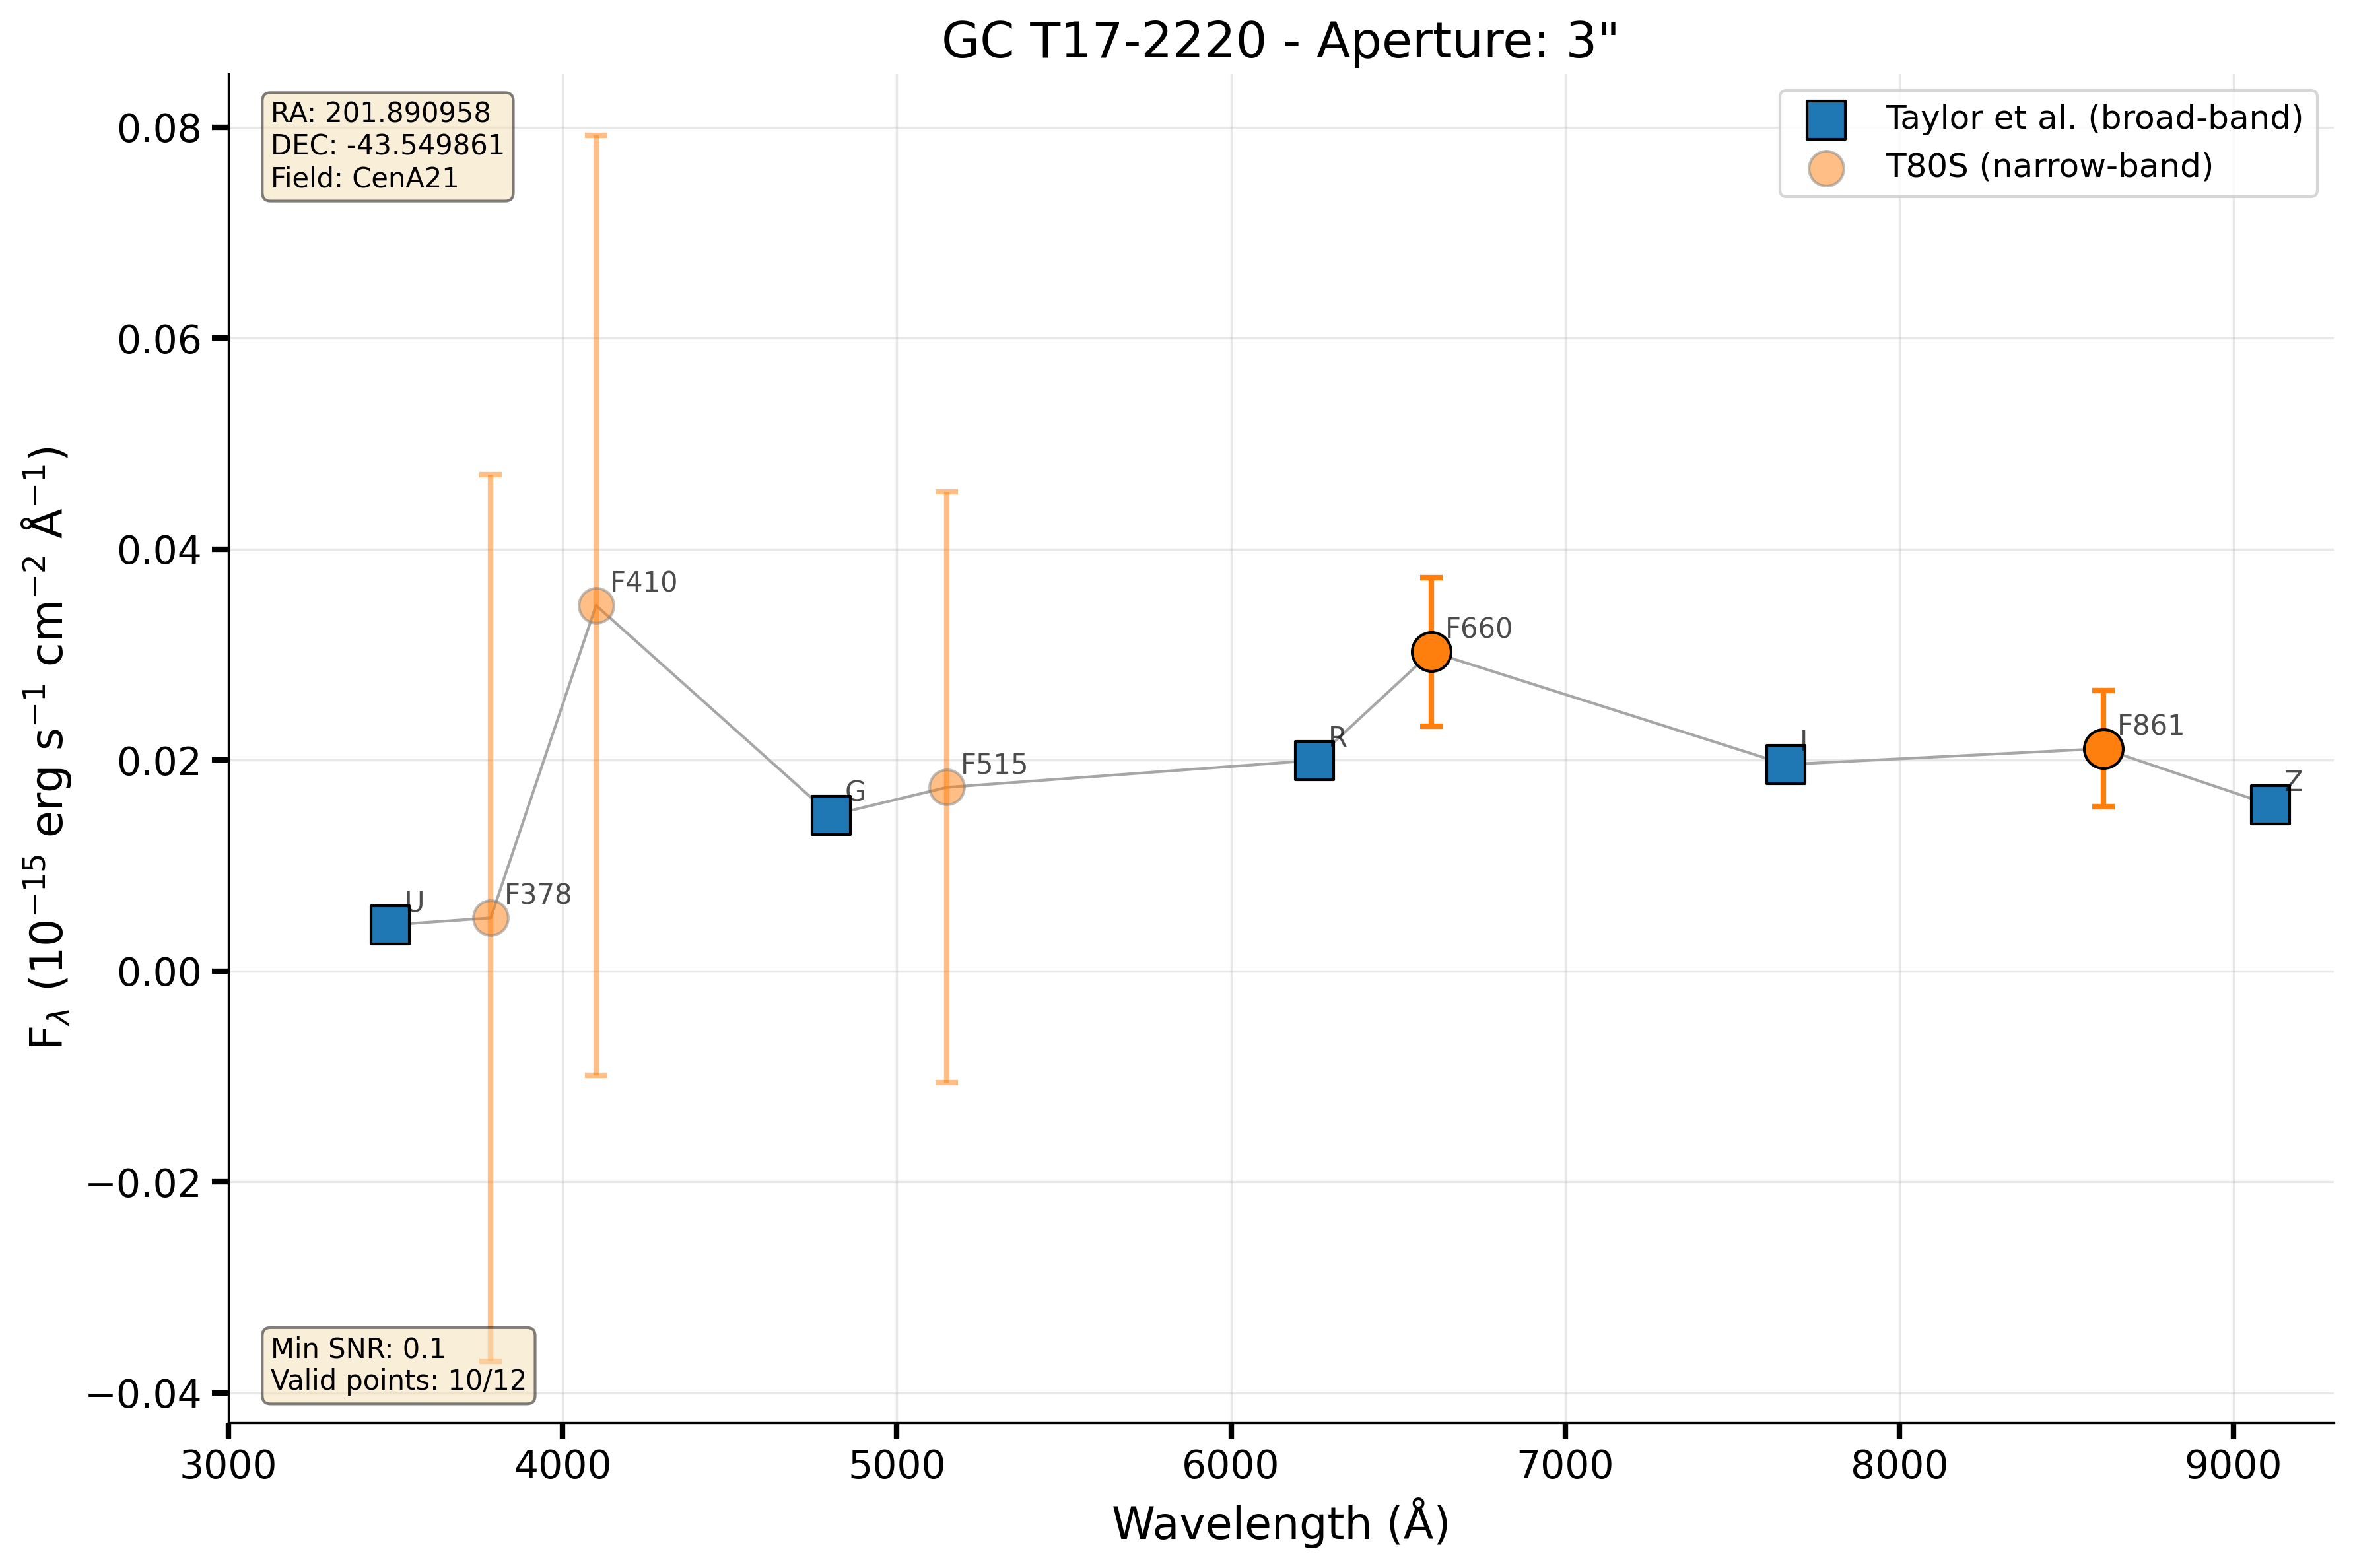 GC T17-2220 - Aperture: 3"
RA: 201.890958
DEC: -43.549861
Field: CenA21
Taylor et al. (broad-band)
T80S (narrow-band)
0.08
0.06
0.04
0.02
0.00
−0.02
−0.04
F_λ (10⁻¹⁵ erg s⁻¹ cm⁻² Å⁻¹)
U
F378
F410
G
F515
R
F660
I
F861
Z
Min SNR: 0.1
Valid points: 10/12
3000
4000
5000
6000
7000
8000
9000
Wavelength (Å)